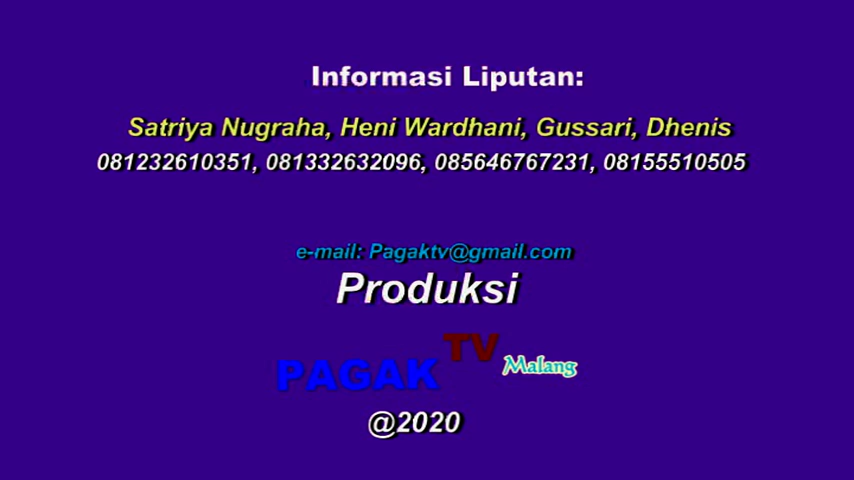 Informasi Liputan:
Satriya Nugraha, Heni Wardhani, Gussari, Dhenis
081232610351, 081332632096, 085646767231, 08155510505
e-mail: Pagaktv@gmail.com
Produksi
PAGAK TV Malang
@2020